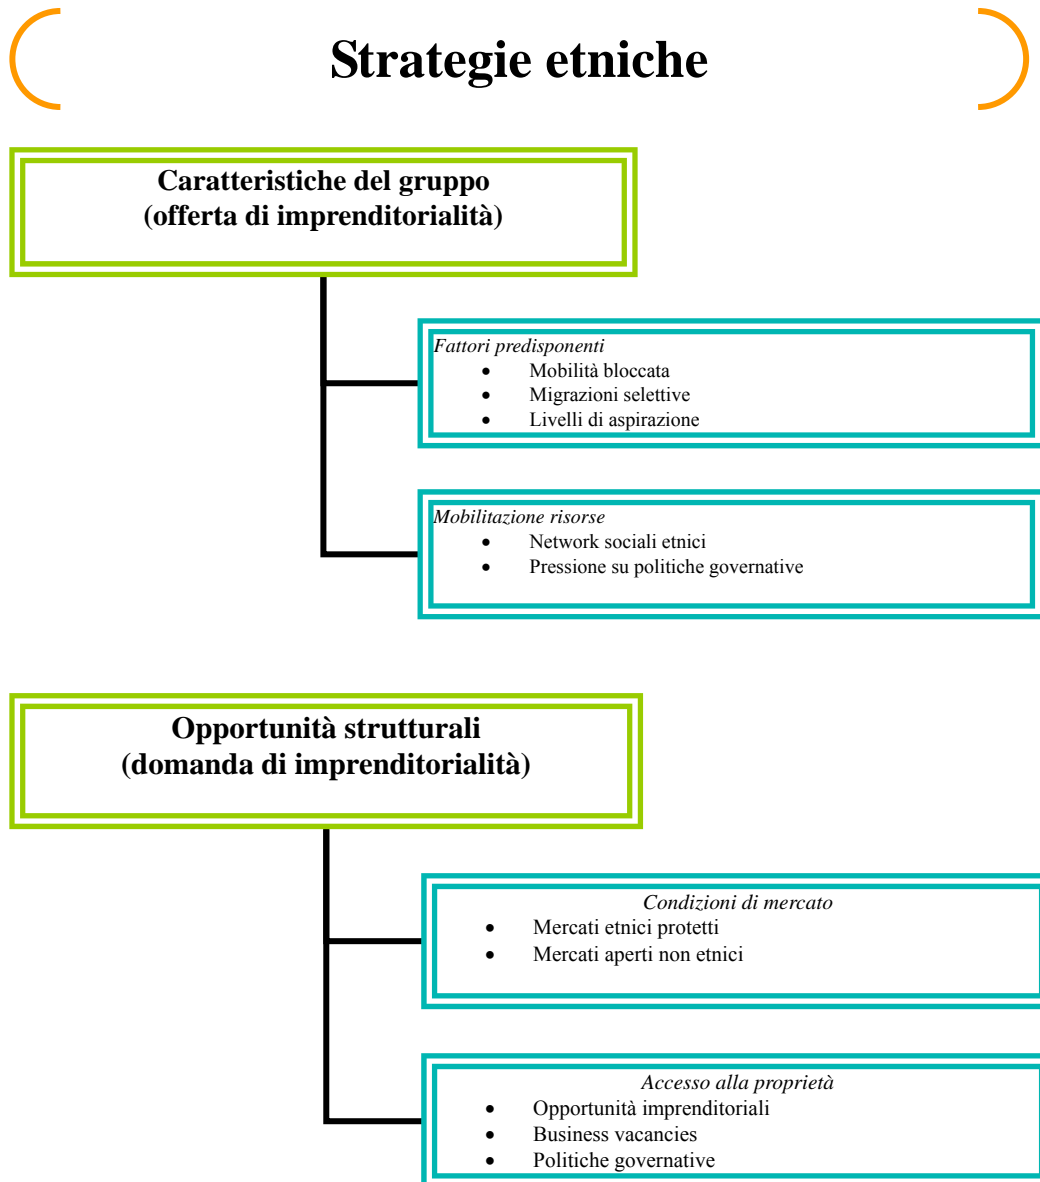 Strategie etniche
Caratteristiche del gruppo
(offerta di imprenditorialità)
Fattori predisponenti
• Mobilità bloccata
• Migrazioni selettive
• Livelli di aspirazione
Mobilitazione risorse
• Network sociali etnici
• Pressione su politiche governative
Opportunità strutturali
(domanda di imprenditorialità)
Condizioni di mercato
• Mercati etnici protetti
• Mercati aperti non etnici
Accesso alla proprietà
• Opportunità imprenditoriali
• Business vacancies
• Politiche governative